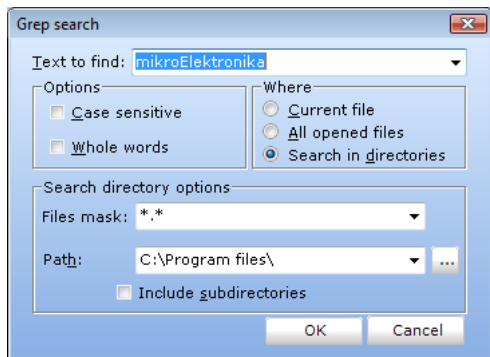 Grep search
Text to find: mikroElektronika
Options
Case sensitive
Whole words
Where
Current file
All opened files
Search in directories
Search directory options
Files mask: *.*
Path: C:\Program files\ ...
Include subdirectories
OK Cancel